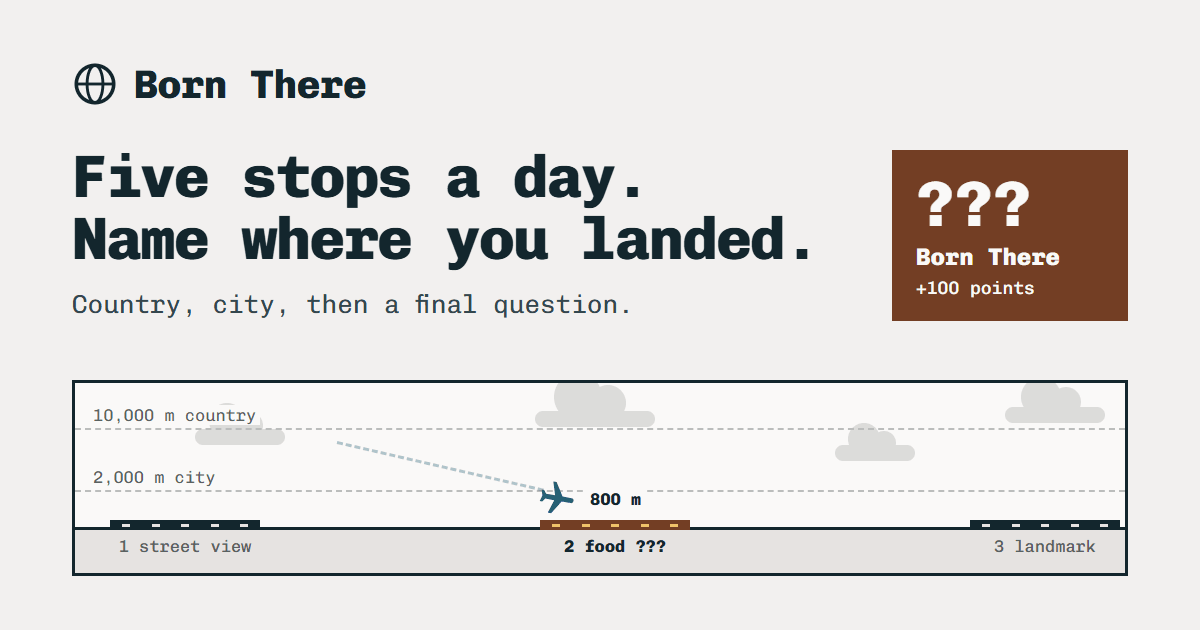 Born There
Five stops a day.
Name where you landed.
Country, city, then a final question.
???
Born There
+100 points
10,000 m country
2,000 m city
800 m
1 street view
2 food ???
3 landmark